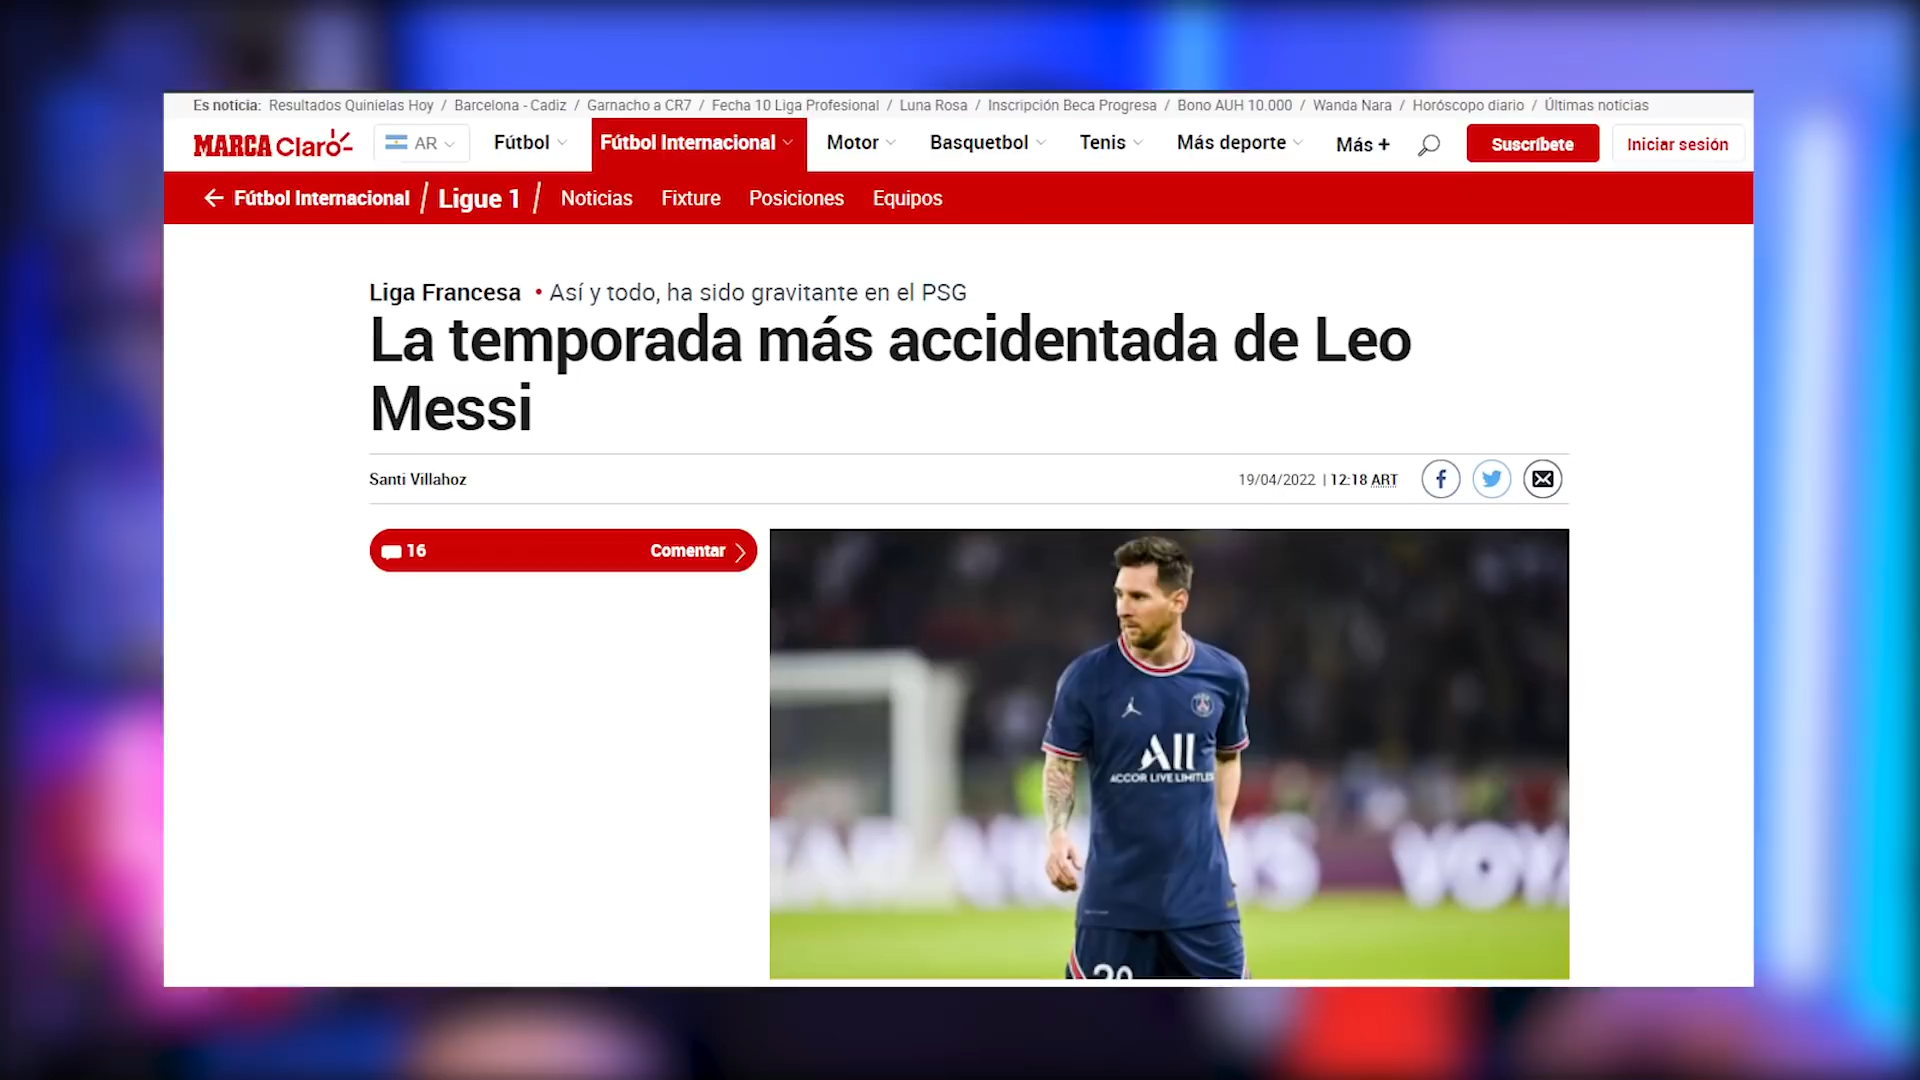 Es noticia: Resultados Quinielas Hoy / Barcelona - Cadiz / Garnacho a CR7 / Fecha 10 Liga Profesional / Luna Rosa / Inscripción Beca Progresa / Bono AUH 10.000 / Wanda Nara / Horóscopo diario / Últimas noticias
MARCA Claro AR Fútbol Fútbol Internacional Motor Basquetbol Tenis Más deporte Más + Suscríbete Iniciar sesión
Fútbol Internacional / Ligue 1 / Noticias Fixture Posiciones Equipos
Liga Francesa • Así y todo, ha sido gravitante en el PSG
La temporada más accidentada de Leo
Messi
Santi Villahoz 19/04/2022 | 12:18 ART
16 Comentar
All
ACCOR LIVE LIMITLESS
30